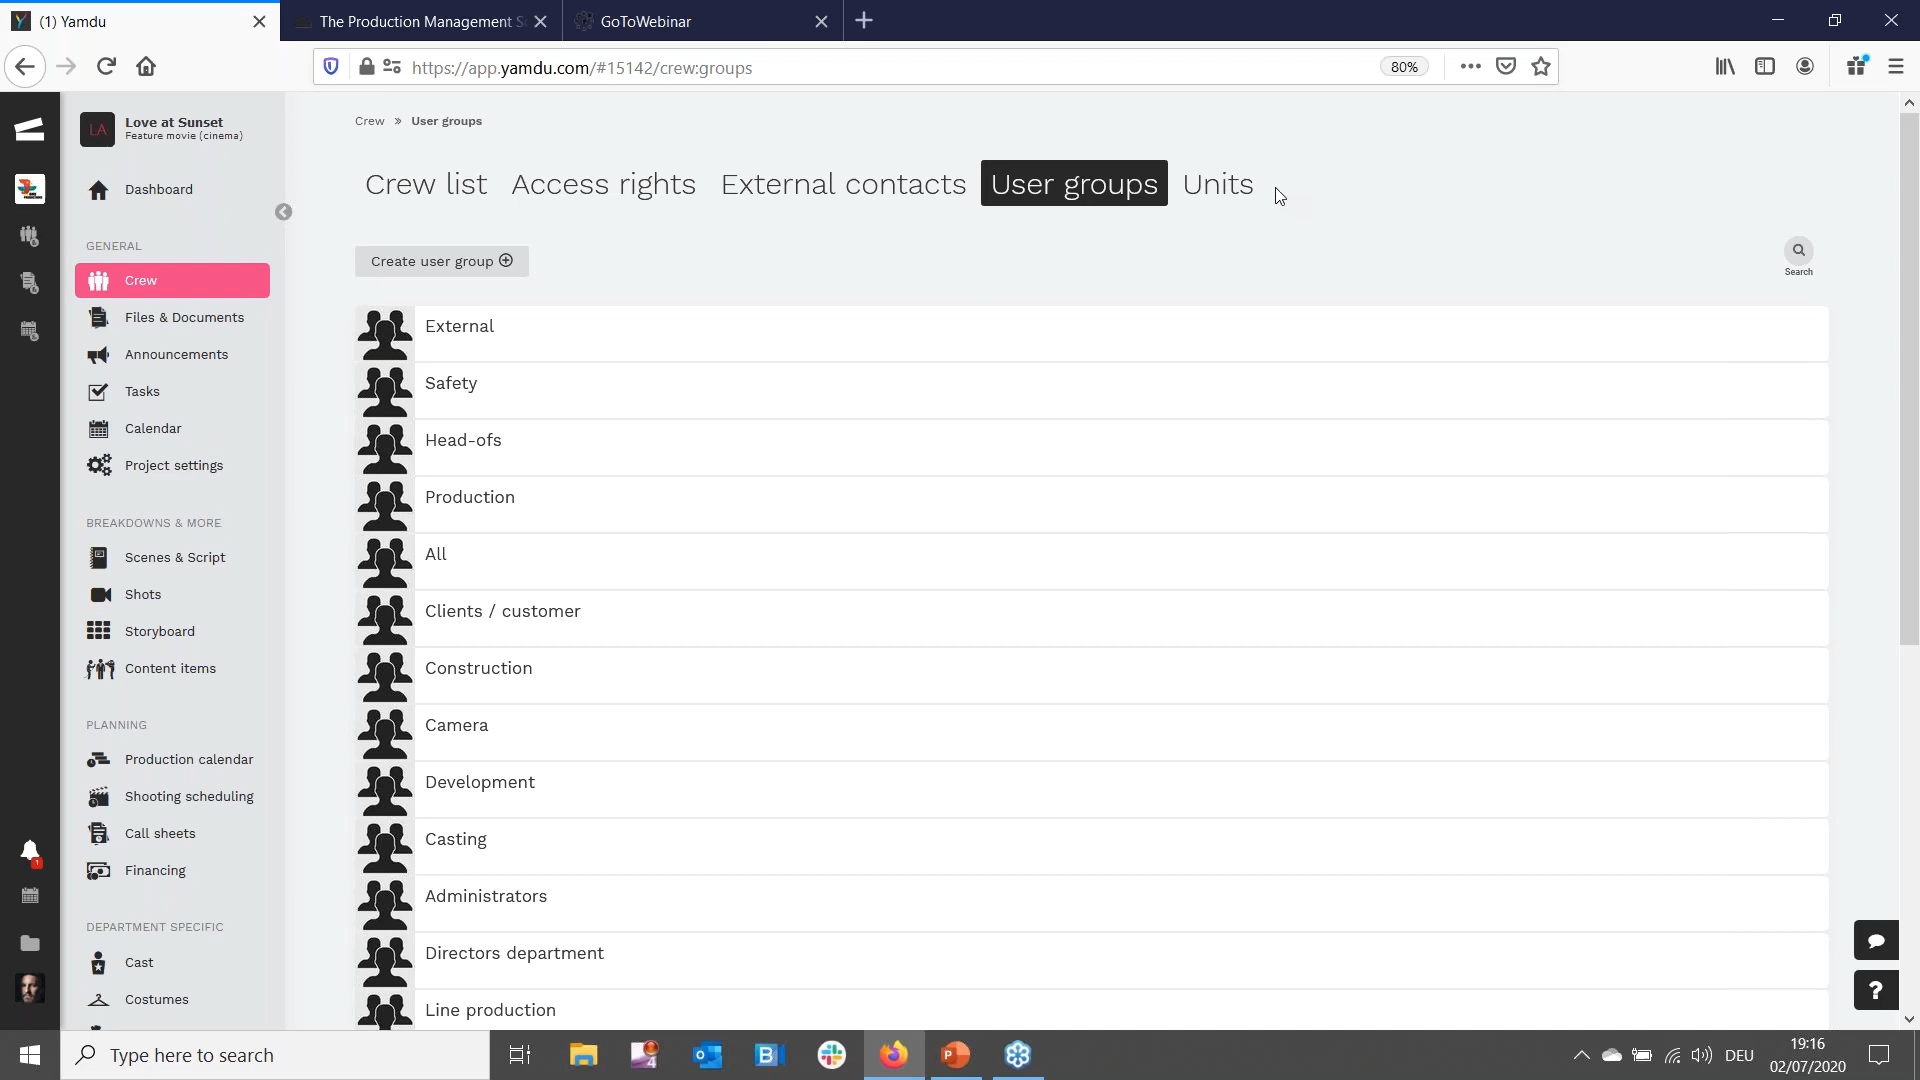 (1) Yamdu
The Production Management S
GoToWebinar
https://app.yamdu.com/#15142/crew:groups
80%
LA
Love at Sunset
Feature movie (cinema)
Dashboard
GENERAL
Crew
Files & Documents
Announcements
Tasks
Calendar
Project settings
BREAKDOWNS & MORE
Scenes & Script
Shots
Storyboard
Content items
PLANNING
Production calendar
Shooting scheduling
Call sheets
Financing
DEPARTMENT SPECIFIC
Cast
Costumes
Crew » User groups
Crew list Access rights External contacts User groups Units
Create user group
Search
External
Safety
Head-ofs
Production
All
Clients / customer
Construction
Camera
Development
Casting
Administrators
Directors department
Line production
1
?
Type here to search
DEU
19:16
02/07/2020